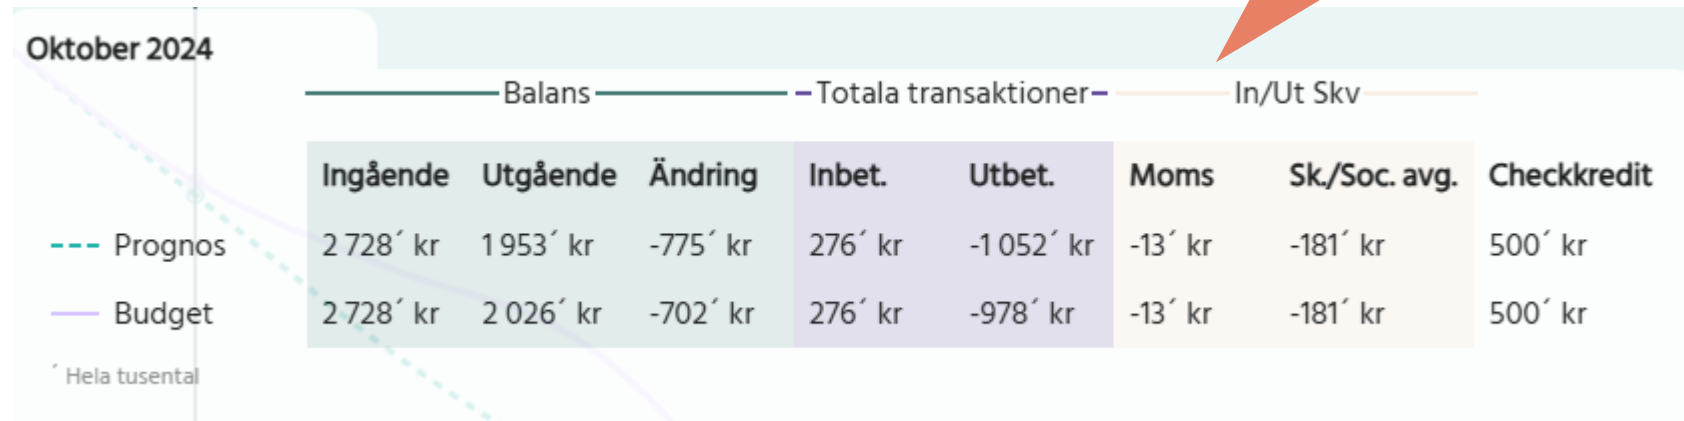 Oktober 2024
Balans Totala transaktioner In/Ut Skv
Ingående Utgående Ändring Inbet. Utbet. Moms Sk./Soc. avg. Checkkredit
Prognos 2 728´ kr 1 953´ kr -775´ kr 276´ kr -1 052´ kr -13´ kr -181´ kr 500´ kr
Budget 2 728´ kr 2 026´ kr -702´ kr 276´ kr -978´ kr -13´ kr -181´ kr 500´ kr
´ Hela tusental